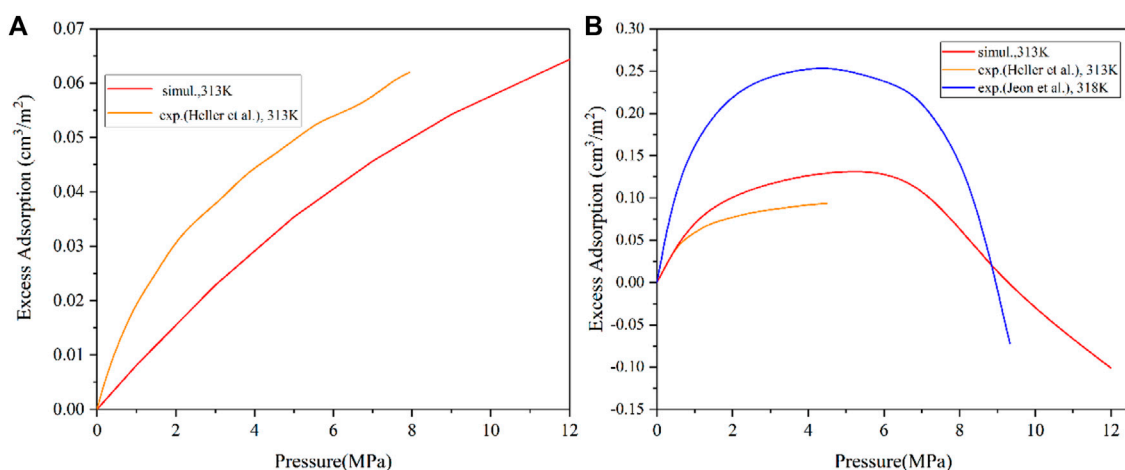 A
0.07
0.06
0.05
0.04
0.03
0.02
0.01
0.00
Excess Adsorption (cm³/m²)
simul.,313K
exp.(Heller et al.), 313K
0 2 4 6 8 10 12
Pressure(MPa)
B
0.30
0.25
0.20
0.15
0.10
0.05
0.00
-0.05
-0.10
-0.15
Excess Adsorption (cm³/m²)
simul.,313K
exp.(Heller et al.), 313K
exp.(Jeon et al.), 318K
0 2 4 6 8 10 12
Pressure(MPa)